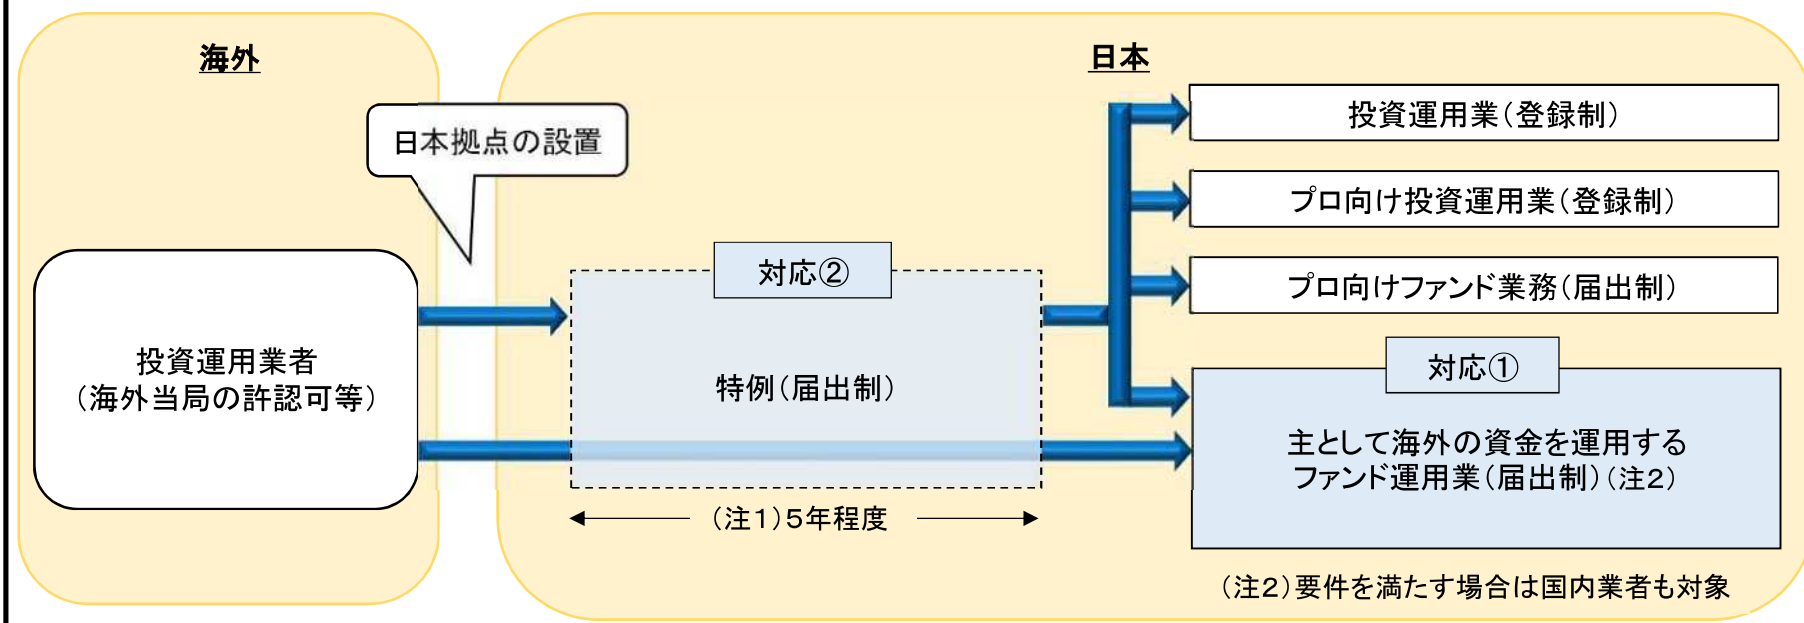 海外
日本
日本拠点の設置
投資運用業(登録制)
プロ向け投資運用業(登録制)
対応②
プロ向けファンド業務(届出制)
投資運用業者
(海外当局の許認可等)
特例(届出制)
対応①
主として海外の資金を運用する
ファンド運用業(届出制)(注2)
(注1)5年程度
(注2)要件を満たす場合は国内業者も対象